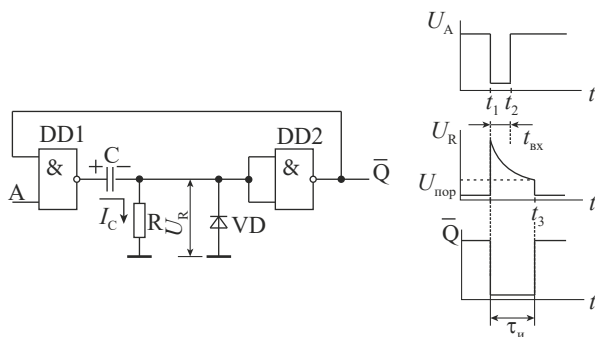 DD1
&
+
C
−
A
I_C
R
U_R
VD
DD2
&
Q̅
U_A
t_1 t_2 t
U_R
t_вх
U_пор
t_3 t
Q̅
t
τ_и